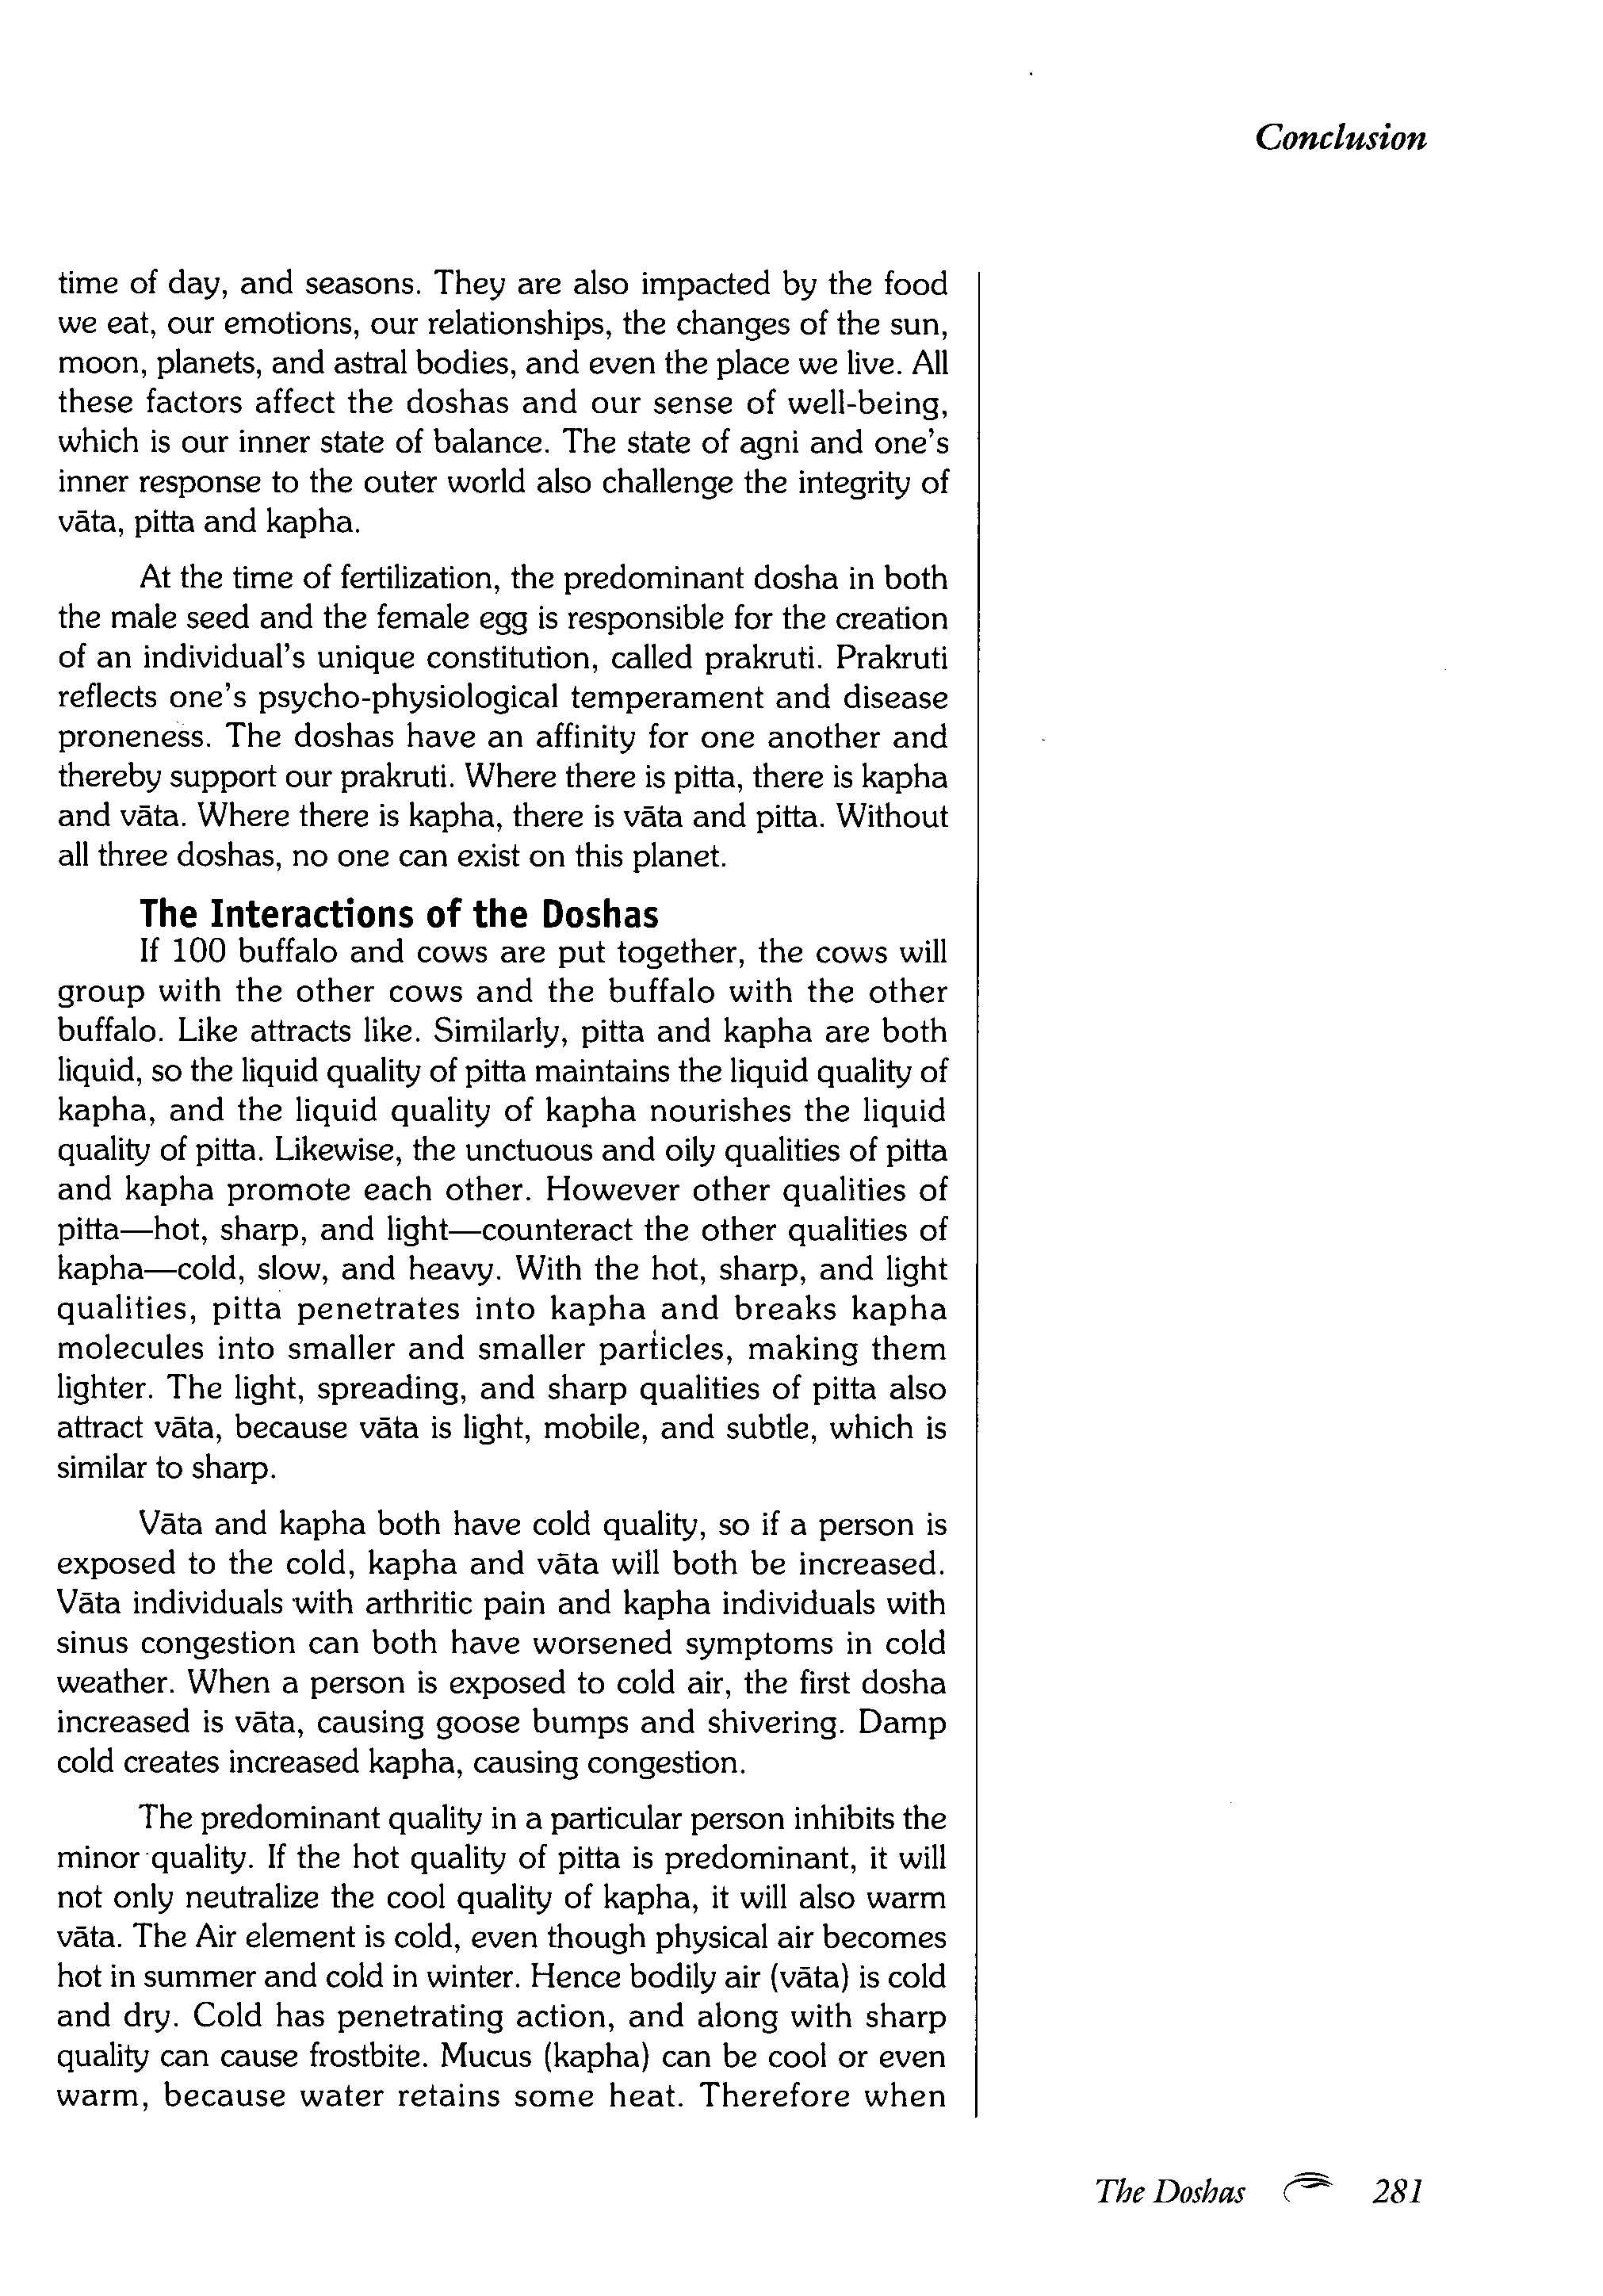 Conclusion
time of day, and seasons. They are also impacted by the food
we eat, our emotions, our relationships, the changes of the sun,
moon, planets, and astral bodies, and even the place we live. All
these factors affect the doshas and our sense of well-being,
which is our inner state of balance. The state of agni and one's
inner response to the outer world also challenge the integrity of
vāta, pitta and kapha.
At the time of fertilization, the predominant dosha in both
the male seed and the female egg is responsible for the creation
of an individual's unique constitution, called prakruti. Prakruti
reflects one's psycho-physiological temperament and disease
proneness. The doshas have an affinity for one another and
thereby support our prakruti. Where there is pitta, there is kapha
and vāta. Where there is kapha, there is vāta and pitta. Without
all three doshas, no one can exist on this planet.
The Interactions of the Doshas
If 100 buffalo and cows are put together, the cows will
group with the other cows and the buffalo with the other
buffalo. Like attracts like. Similarly, pitta and kapha are both
liquid, so the liquid quality of pitta maintains the liquid quality of
kapha, and the liquid quality of kapha nourishes the liquid
quality of pitta. Likewise, the unctuous and oily qualities of pitta
and kapha promote each other. However other qualities of
pitta—hot, sharp, and light—counteract the other qualities of
kapha—cold, slow, and heavy. With the hot, sharp, and light
qualities, pitta penetrates into kapha and breaks kapha
molecules into smaller and smaller particles, making them
lighter. The light, spreading, and sharp qualities of pitta also
attract vāta, because vāta is light, mobile, and subtle, which is
similar to sharp.
Vāta and kapha both have cold quality, so if a person is
exposed to the cold, kapha and vāta will both be increased.
Vāta individuals with arthritic pain and kapha individuals with
sinus congestion can both have worsened symptoms in cold
weather. When a person is exposed to cold air, the first dosha
increased is vāta, causing goose bumps and shivering. Damp
cold creates increased kapha, causing congestion.
The predominant quality in a particular person inhibits the
minor quality. If the hot quality of pitta is predominant, it will
not only neutralize the cool quality of kapha, it will also warm
vāta. The Air element is cold, even though physical air becomes
hot in summer and cold in winter. Hence bodily air (vāta) is cold
and dry. Cold has penetrating action, and along with sharp
quality can cause frostbite. Mucus (kapha) can be cool or even
warm, because water retains some heat. Therefore when
The Doshas 281